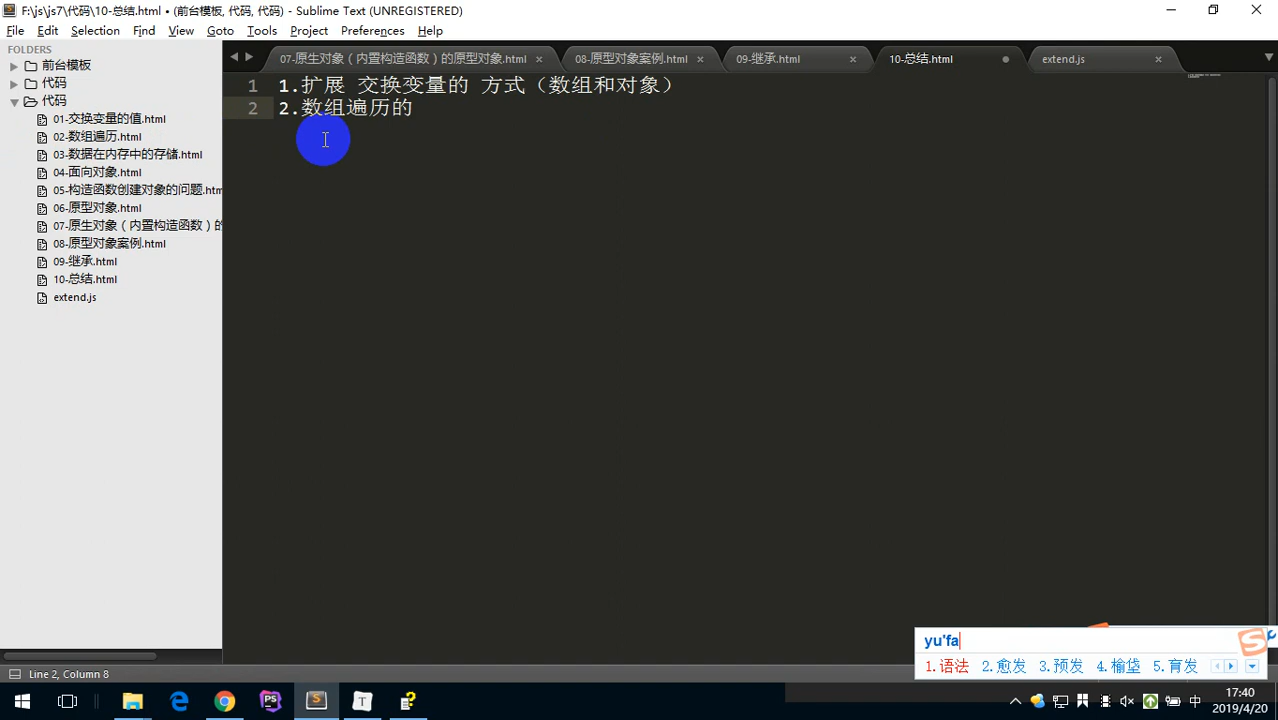 F:\js\js7\代码\10-总结.html • (前台模板, 代码, 代码) - Sublime Text (UNREGISTERED)
File Edit Selection Find View Goto Tools Project Preferences Help
FOLDERS
前台模板
代码
代码
01-交换变量的值.html
02-数组遍历.html
03-数据在内存中的存储.html
04-面向对象.html
05-构造函数创建对象的问题.htm
06-原型对象.html
07-原生对象（内置构造函数）的
08-原型对象案例.html
09-继承.html
10-总结.html
extend.js
07-原生对象（内置构造函数）的原型对象.html 08-原型对象案例.html 09-继承.html 10-总结.html extend.js
1 1.扩展 交换变量的 方式（数组和对象）
2 2.数组遍历的
yu'fa
1.语法 2.愈发 3.预发 4.榆垡 5.育发
Line 2, Column 8
中
17:40
2019/4/20